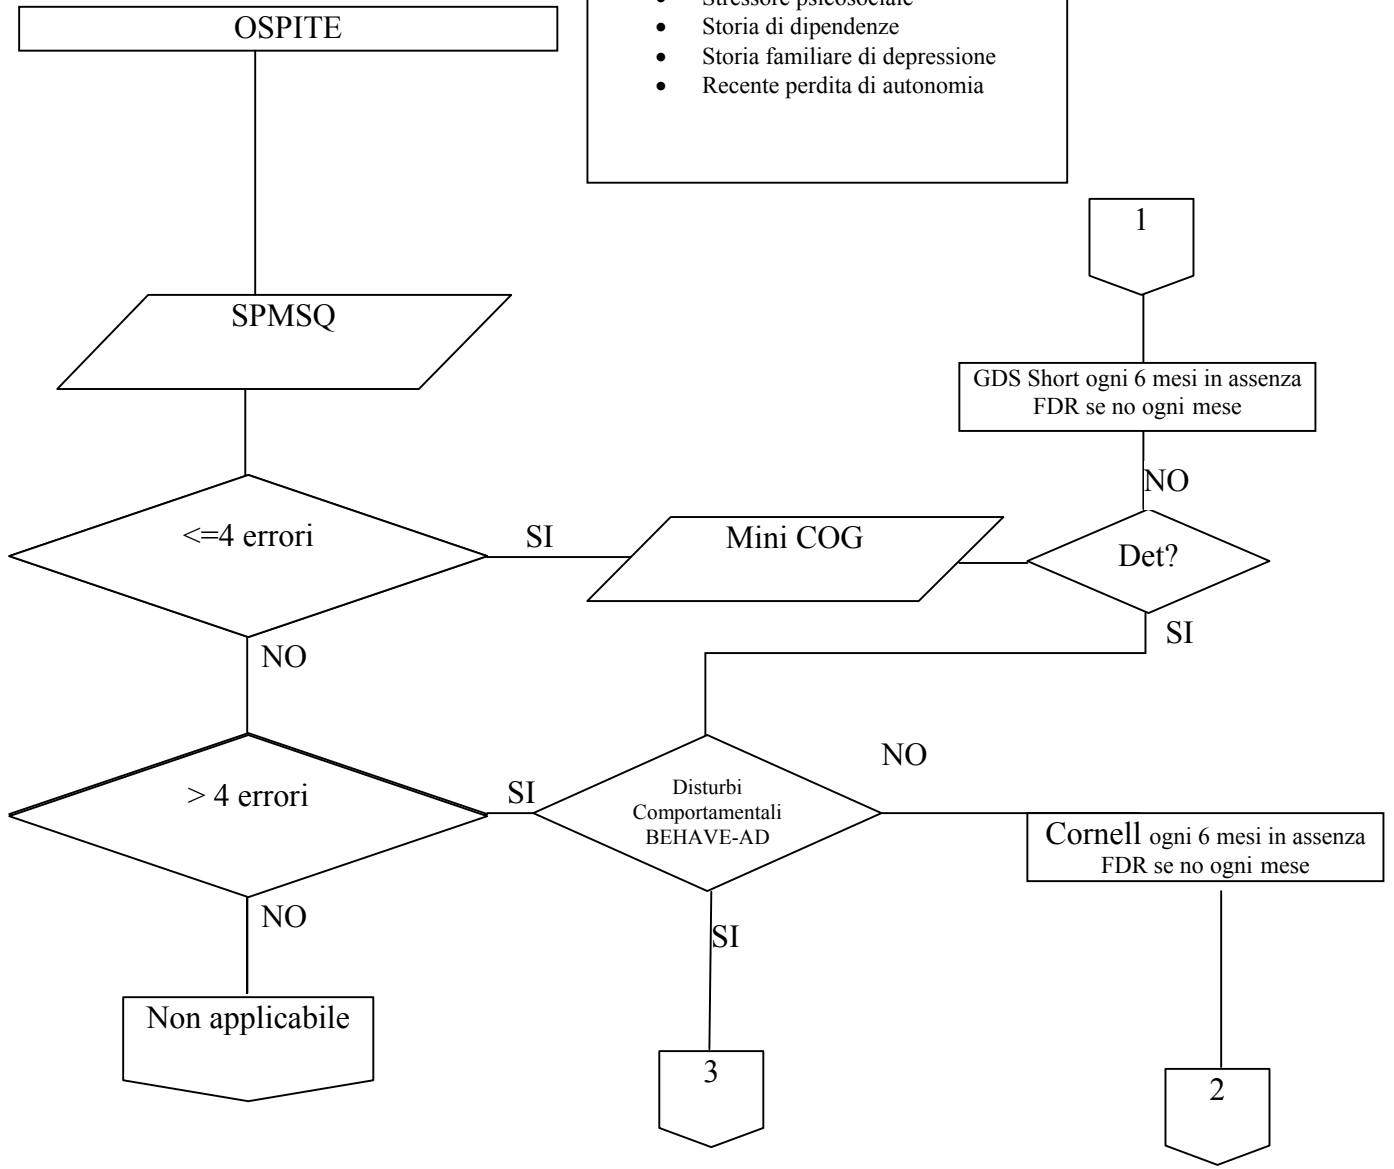 Stressore psicosociale
OSPITE
• Storia di dipendenze
• Storia familiare di depressione
• Recente perdita di autonomia
1
SPMSQ
GDS Short ogni 6 mesi in assenza
FDR se no ogni mese
NO
<=4 errori
SI
Mini COG
Det?
SI
NO
NO
> 4 errori
SI
Disturbi
Comportamentali
BEHAVE-AD
Cornell ogni 6 mesi in assenza
FDR se no ogni mese
NO
SI
Non applicabile
3
2